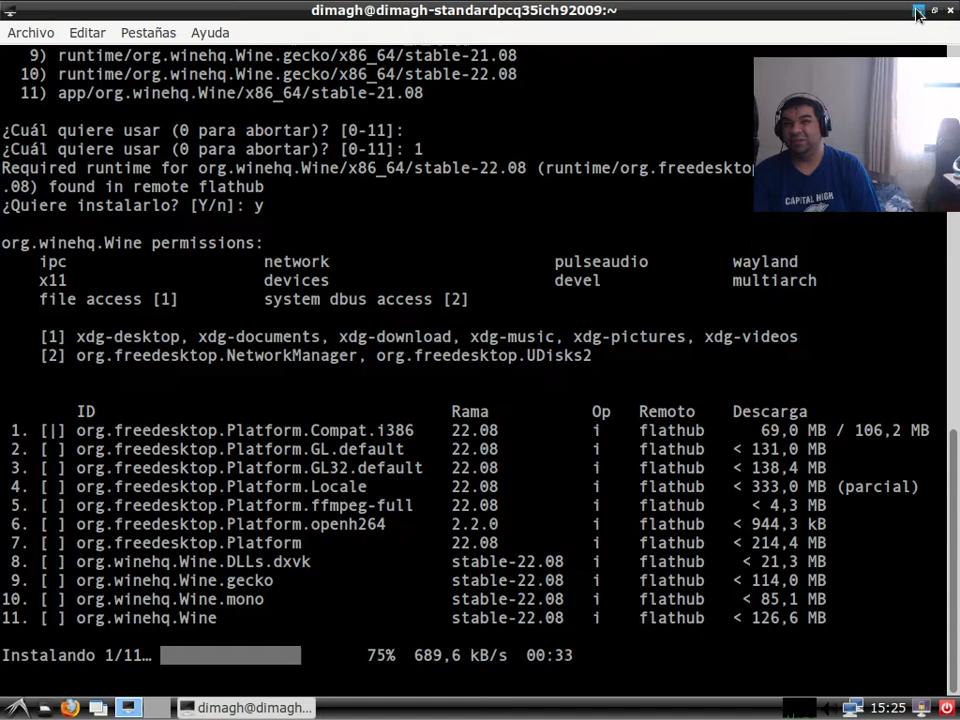 dimagh@dimagh-standardpcq35ich92009:~
Archivo Editar Pestañas Ayuda
9) runtime/org.winehq.Wine.gecko/x86_64/stable-21.08
10) runtime/org.winehq.Wine.gecko/x86_64/stable-22.08
11) app/org.winehq.Wine/x86_64/stable-21.08
¿Cuál quiere usar (0 para abortar)? [0-11]:
¿Cuál quiere usar (0 para abortar)? [0-11]: 1
Required runtime for org.winehq.Wine/x86_64/stable-22.08 (runtime/org.freedeskto
.08) found in remote flathub
¿Quiere instalarlo? [Y/n]: y
CAPITAL HIGH
org.winehq.Wine permissions:
ipc network pulseaudio wayland
x11 devices devel multiarch
file access [1] system dbus access [2]
[1] xdg-desktop, xdg-documents, xdg-download, xdg-music, xdg-pictures, xdg-videos
[2] org.freedesktop.NetworkManager, org.freedesktop.UDisks2
ID Rama Op Remoto Descarga
1. [|] org.freedesktop.Platform.Compat.i386 22.08 i flathub 69,0 MB / 106,2 MB
2. [ ] org.freedesktop.Platform.GL.default 22.08 i flathub < 131,0 MB
3. [ ] org.freedesktop.Platform.GL32.default 22.08 i flathub < 138,4 MB
4. [ ] org.freedesktop.Platform.Locale 22.08 i flathub < 333,0 MB (parcial)
5. [ ] org.freedesktop.Platform.ffmpeg-full 22.08 i flathub < 4,3 MB
6. [ ] org.freedesktop.Platform.openh264 2.2.0 i flathub < 944,3 kB
7. [ ] org.freedesktop.Platform 22.08 i flathub < 214,4 MB
8. [ ] org.winehq.Wine.DLLs.dxvk stable-22.08 i flathub < 21,3 MB
9. [ ] org.winehq.Wine.gecko stable-22.08 i flathub < 114,0 MB
10. [ ] org.winehq.Wine.mono stable-22.08 i flathub < 85,1 MB
11. [ ] org.winehq.Wine stable-22.08 i flathub < 126,6 MB
Instalando 1/11… 75% 689,6 kB/s 00:33
dimagh@dimagh... 15:25